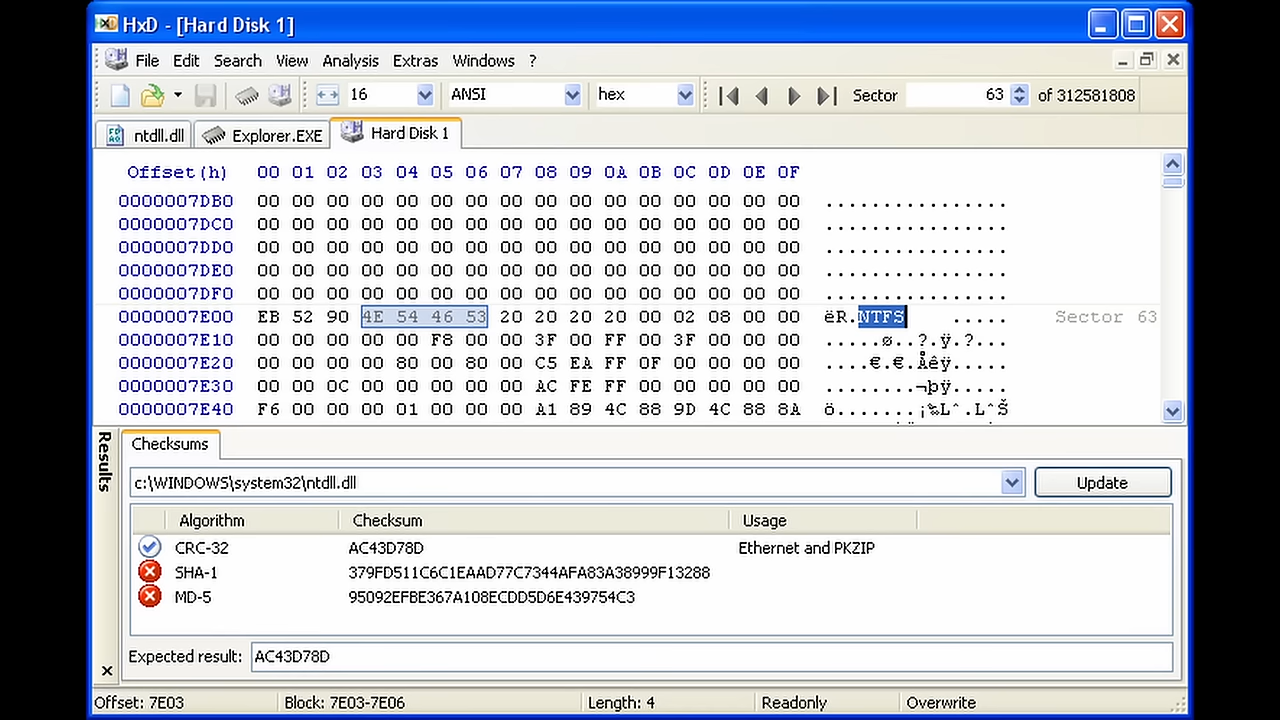 HxD - [Hard Disk 1]
File Edit Search View Analysis Extras Windows ?
16 ANSI hex Sector 63 of 312581808
ntdll.dll Explorer.EXE Hard Disk 1
Offset(h) 00 01 02 03 04 05 06 07 08 09 0A 0B 0C 0D 0E 0F
0000007DB0 00 00 00 00 00 00 00 00 00 00 00 00 00 00 00 00 ................
0000007DC0 00 00 00 00 00 00 00 00 00 00 00 00 00 00 00 00 ................
0000007DD0 00 00 00 00 00 00 00 00 00 00 00 00 00 00 00 00 ................
0000007DE0 00 00 00 00 00 00 00 00 00 00 00 00 00 00 00 00 ................
0000007DF0 00 00 00 00 00 00 00 00 00 00 00 00 00 00 00 00 ................
0000007E00 EB 52 90 4E 54 46 53 20 20 20 20 00 02 08 00 00 ëR.NTFS    ..... Sector 63
0000007E10 00 00 00 00 00 F8 00 00 3F 00 FF 00 3F 00 00 00 .....ø..?.ÿ.?...
0000007E20 00 00 00 00 80 00 80 00 C5 EA FF 0F 00 00 00 00 ....€.€.Åêÿ.....
0000007E30 00 00 0C 00 00 00 00 00 AC FE FF 00 00 00 00 00 ........¬þÿ.....
0000007E40 F6 00 00 00 01 00 00 00 A1 89 4C 88 9D 4C 88 8A ö.......¡‰Lˆ.LˆŠ
Results
Checksums
c:\WINDOWS\system32\ntdll.dll Update
Algorithm Checksum Usage
CRC-32 AC43D78D Ethernet and PKZIP
SHA-1 379FD511C6C1EAAD77C7344AFA83A38999F13288
MD-5 95092EFBE367A108ECDD5D6E439754C3
Expected result: AC43D78D
Offset: 7E03 Block: 7E03-7E06 Length: 4 Readonly Overwrite